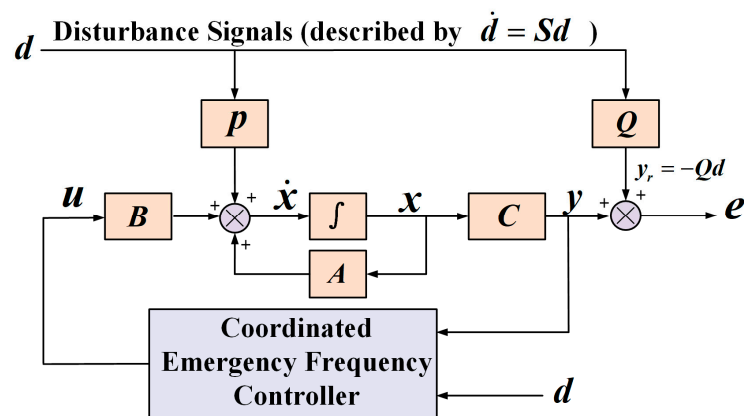 d Disturbance Signals (described by ḋ = Sd )
p
Q
y_r = −Qd
u
B
+
+
+
ẋ
∫
x
C
y
+
+
e
A
Coordinated
Emergency Frequency
Controller
d